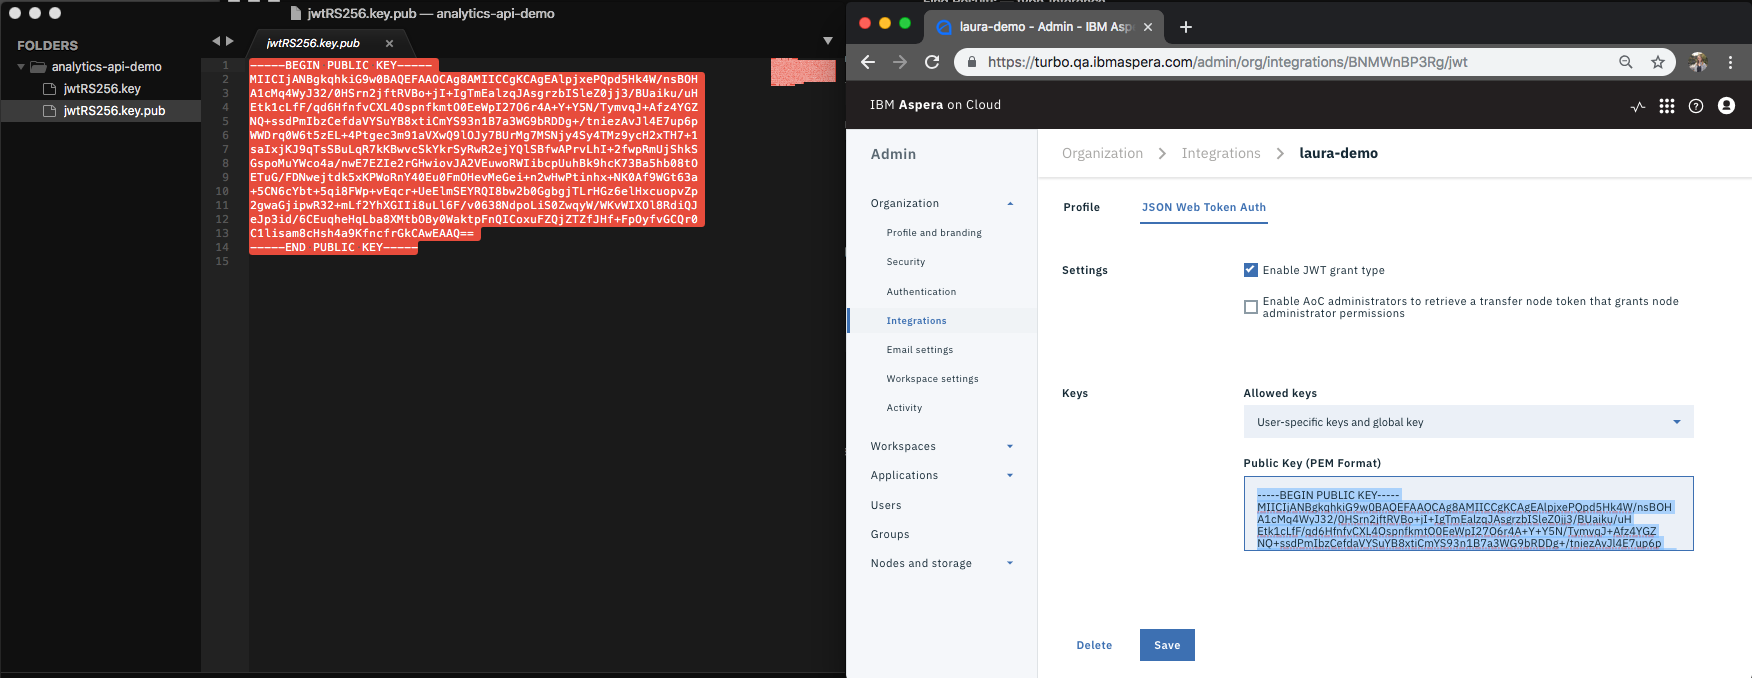 jwtRS256.key.pub — analytics-api-demo
FOLDERS
analytics-api-demo
jwtRS256.key
jwtRS256.key.pub
jwtRS256.key.pub
1 -----BEGIN PUBLIC KEY-----
2 MIICIjANBgkqhkiG9w0BAQEFAAOCAg8AMIICCgKCAgEAlpjxePQpd5Hk4W/nsBOH
3 A1cMq4WyJ32/0HSrn2jftRVBo+jI+IgTmEalzqJAsgrzbISleZ0jj3/BUaiku/uH
4 Etk1cLfF/qd6HfnfvCXL4OspnfkmtO0EeWpI27O6r4A+Y+Y5N/TymvqJ+Afz4YGZ
5 NQ+ssdPmIbzCefdaVYSuYB8xtiCmYS93n1B7a3WG9bRDDg+/tniezAvJl4E7up6p
6 WWDrq0W6t5zEL+4Ptgec3m91aVXwQ9lOJy7BUrMg7MSNjy4Sy4TMz9ycH2xTH7+1
7 saIxjKJ9qTsSBuLqR7kKBwvcSkYkrSyRwR2ejYQlSBfwAPrvLhI+2fwpRmUjShkS
8 GspoMuYWco4a/nwE7EZIe2rGHwiovJA2VEuwoRWIibcpUuhBk9hcK73Ba5hb08tO
9 ETuG/FDNwejtdk5xKPWoRnY40Eu0FmOHevMeGei+n2wHwPtinhx+NK0Af9WGt63a
10 +5CN6cYbt+5qi8FWp+vEqcr+UeElmSEYRQI8bw2b0GgbgjTLrHGz6elHxcuopvZp
11 2gwaGjipwR32+mLf2YhXGIIi8uLl6F/v0638NdpoLiS0ZwqyW/WKvWIXOl8RdiQJ
12 eJp3id/6CEuqheHqLba8XMtbOBy0WaktpFnQICoxuFZQjZTZfJHf+FpOyfvGCQr0
13 C1lisam8cHsh4a9KfncfrGkCAwEAAQ==
14 -----END PUBLIC KEY-----
15
laura-demo - Admin - IBM Asp
https://turbo.qa.ibmaspera.com/admin/org/integrations/BNMWnBP3Rg/jwt
IBM Aspera on Cloud
Admin
Organization
Profile and branding
Security
Authentication
Integrations
Email settings
Workspace settings
Activity
Workspaces
Applications
Users
Groups
Nodes and storage
Organization > Integrations > laura-demo
Profile
JSON Web Token Auth
Settings
Enable JWT grant type
Enable AoC administrators to retrieve a transfer node token that grants node
administrator permissions
Keys
Allowed keys
User-specific keys and global key
Public Key (PEM Format)
-----BEGIN PUBLIC KEY-----
MIICIjANBgkqhkiG9w0BAQEFAAOCAg8AMIICCgKCAgEAlpjxePQpd5Hk4W/nsBOH
A1cMq4WyJ32/0HSrn2jftRVBo+jI+IgTmEalzqJAsgrzbISleZ0jj3/BUaiku/uH
Etk1cLfF/qd6HfnfvCXL4OspnfkmtO0EeWpI27O6r4A+Y+Y5N/TymvqJ+Afz4YGZ
NQ+ssdPmIbzCefdaVYSuYB8xtiCmYS93n1B7a3WG9bRDDg+/tniezAvJl4E7up6p
Delete
Save